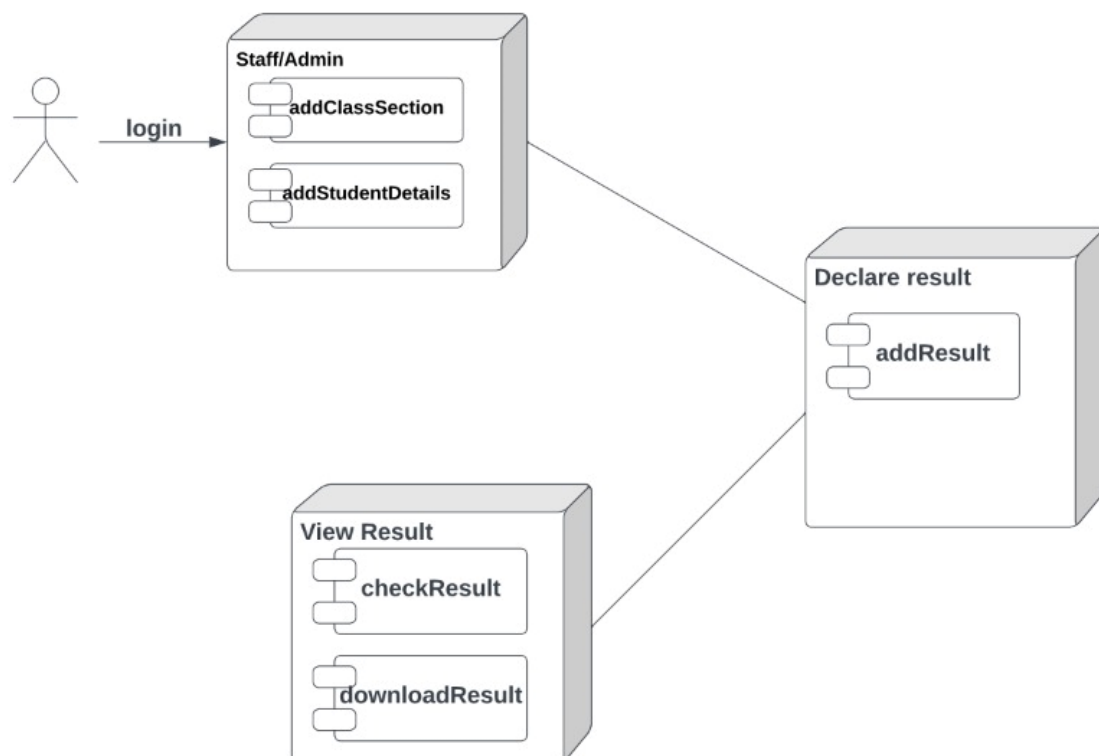 Staff/Admin
addClassSection
login
addStudentDetails
Declare result
addResult
View Result
checkResult
downloadResult